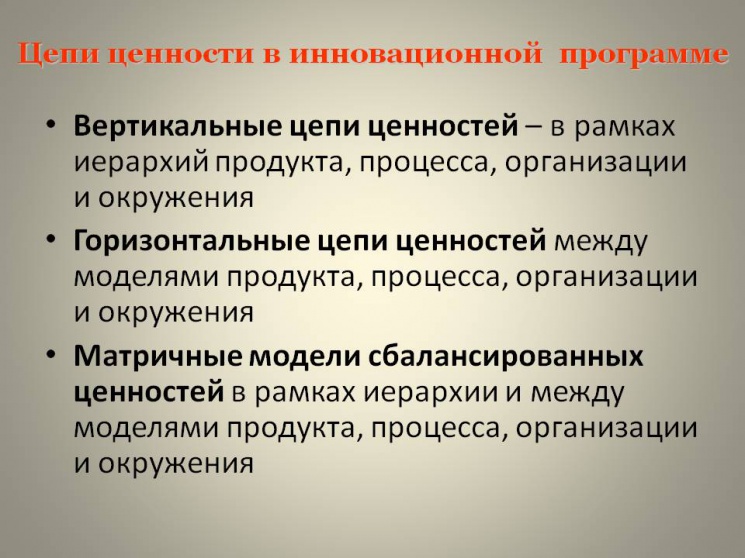 Цепи ценности в инновационной программе
• Вертикальные цепи ценностей – в рамках
иерархий продукта, процесса, организации
и окружения
• Горизонтальные цепи ценностей между
моделями продукта, процесса, организации
и окружения
• Матричные модели сбалансированных
ценностей в рамках иерархии и между
моделями продукта, процесса, организации
и окружения